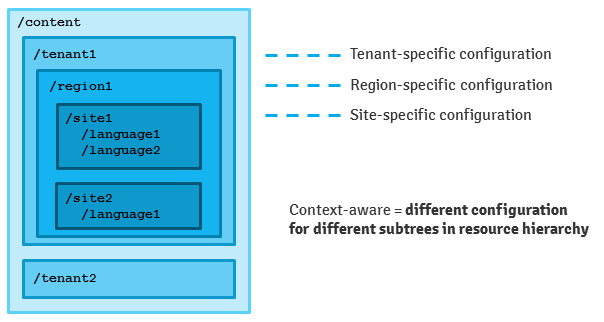 /content
/tenant1
/region1
/site1
/language1
/language2
/site2
/language1
/tenant2
Tenant-specific configuration
Region-specific configuration
Site-specific configuration
Context-aware = different configuration
for different subtrees in resource hierarchy